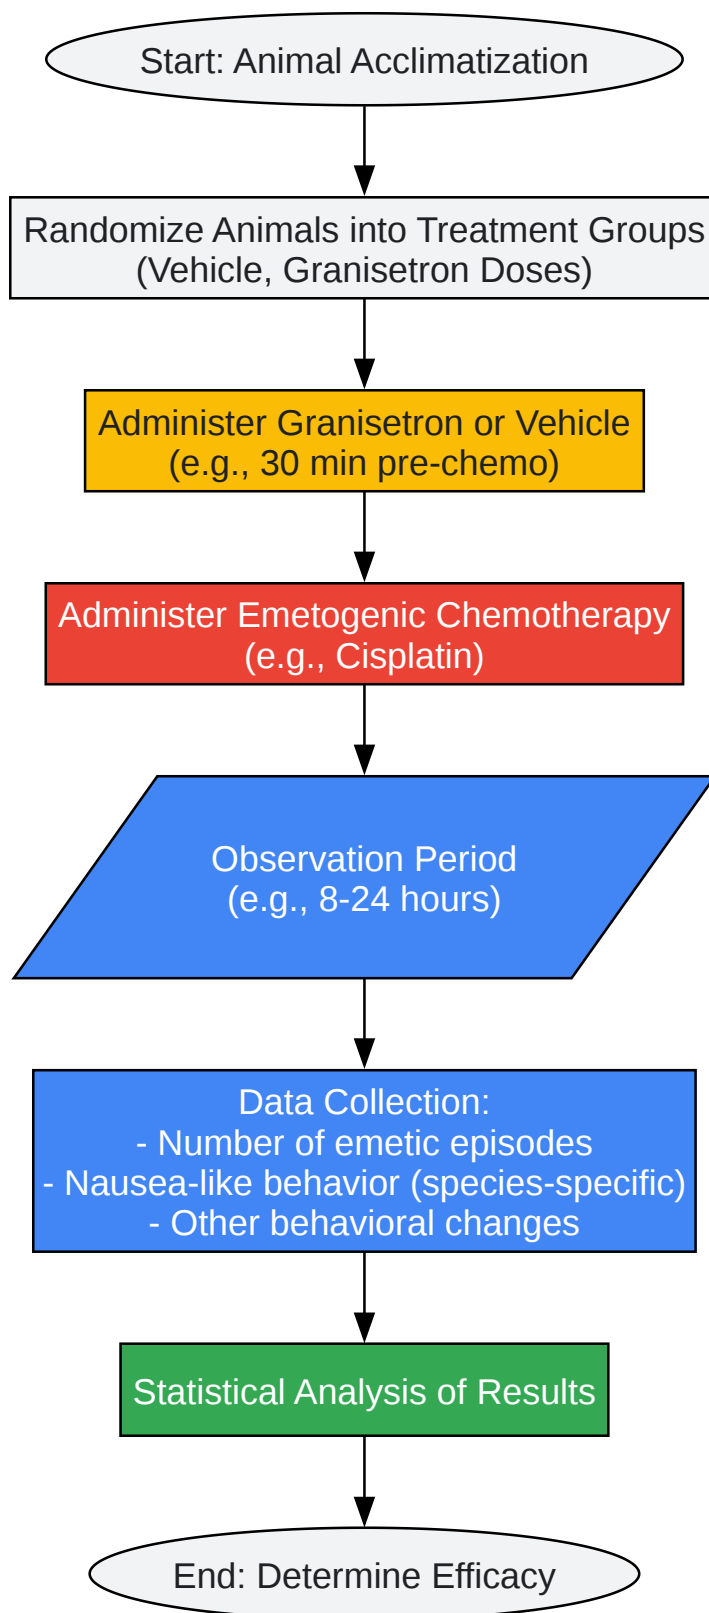 Start: Animal Acclimatization
Randomize Animals into Treatment Groups
(Vehicle, Granisetron Doses)
Administer Granisetron or Vehicle
(e.g., 30 min pre-chemo)
Administer Emetogenic Chemotherapy
(e.g., Cisplatin)
Observation Period
(e.g., 8-24 hours)
Data Collection:
- Number of emetic episodes
- Nausea-like behavior (species-specific)
- Other behavioral changes
Statistical Analysis of Results
End: Determine Efficacy